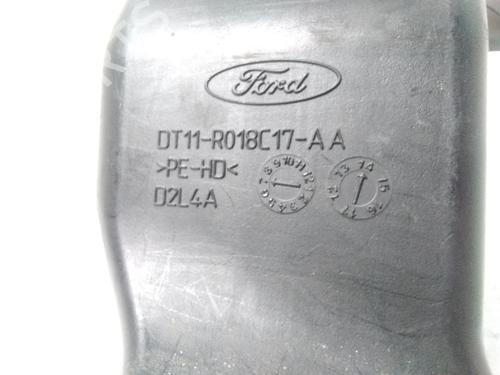 Ford
DT11-R018C17-AA
>PE-HD<
D2L4A